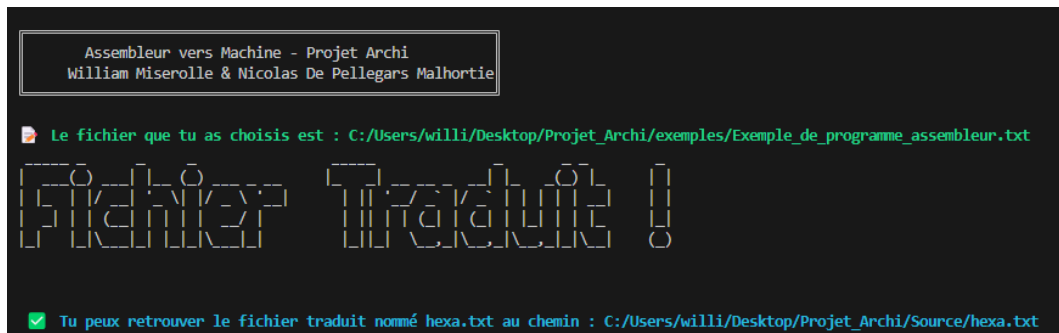 Assembleur vers Machine - Projet Archi
William Miserolle & Nicolas De Pellegars Malhortie
Le fichier que tu as choisis est : C:/Users/willi/Desktop/Projet_Archi/exemples/Exemple_de_programme_assembleur.txt
Fichier Traduit !
Tu peux retrouver le fichier traduit nommé hexa.txt au chemin : C:/Users/willi/Desktop/Projet_Archi/Source/hexa.txt